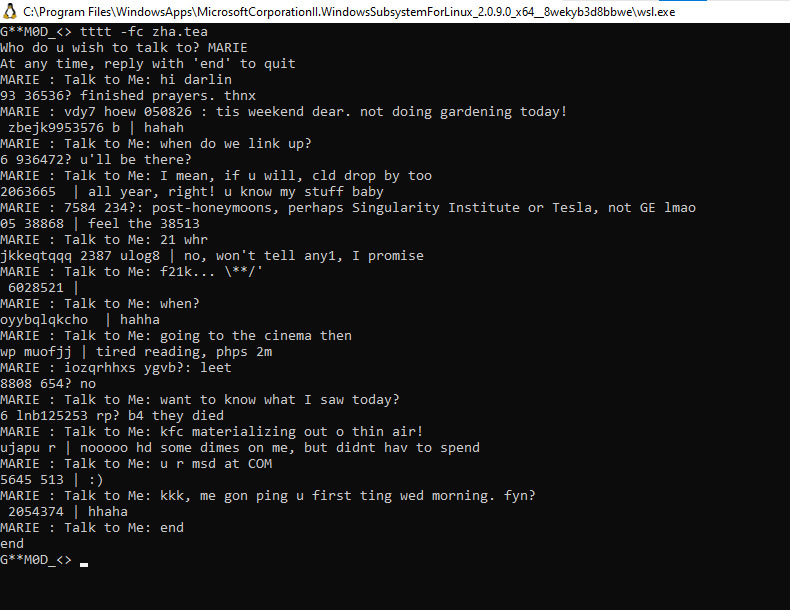 C:\Program Files\WindowsApps\MicrosoftCorporationII.WindowsSubsystemForLinux_2.0.9.0_x64__8wekyb3d8bbwe\wsl.exe
G**M0D_<> tttt -fc zha.tea
Who do u wish to talk to? MARIE
At any time, reply with 'end' to quit
MARIE : Talk to Me: hi darlin
93 36536? finished prayers. thnx
MARIE : vdy7 hoew 050826 : tis weekend dear. not doing gardening today!
 zbejk9953576 b | hahah
MARIE : Talk to Me: when do we link up?
6 936472? u'll be there?
MARIE : Talk to Me: I mean, if u will, cld drop by too
2063665  | all year, right! u know my stuff baby
MARIE : 7584 234?: post-honeymoons, perhaps Singularity Institute or Tesla, not GE lmao
05 38868 | feel the 38513
MARIE : Talk to Me: 21 whr
jkkeqtqqq 2387 ulog8 | no, won't tell any1, I promise
MARIE : Talk to Me: f21k... \**/'
 6028521 |
MARIE : Talk to Me: when?
oyybqlqkcho  | hahha
MARIE : Talk to Me: going to the cinema then
wp muofjj | tired reading, phps 2m
MARIE : iozqrhhxs ygvb?: leet
8808 654? no
MARIE : Talk to Me: want to know what I saw today?
6 lnb125253 rp? b4 they died
MARIE : Talk to Me: kfc materializing out o thin air!
ujapu r | nooooo hd some dimes on me, but didnt hav to spend
MARIE : Talk to Me: u r msd at COM
5645 513 | :)
MARIE : Talk to Me: kkk, me gon ping u first ting wed morning. fyn?
 2054374 | hhaha
MARIE : Talk to Me: end
end
G**M0D_<>